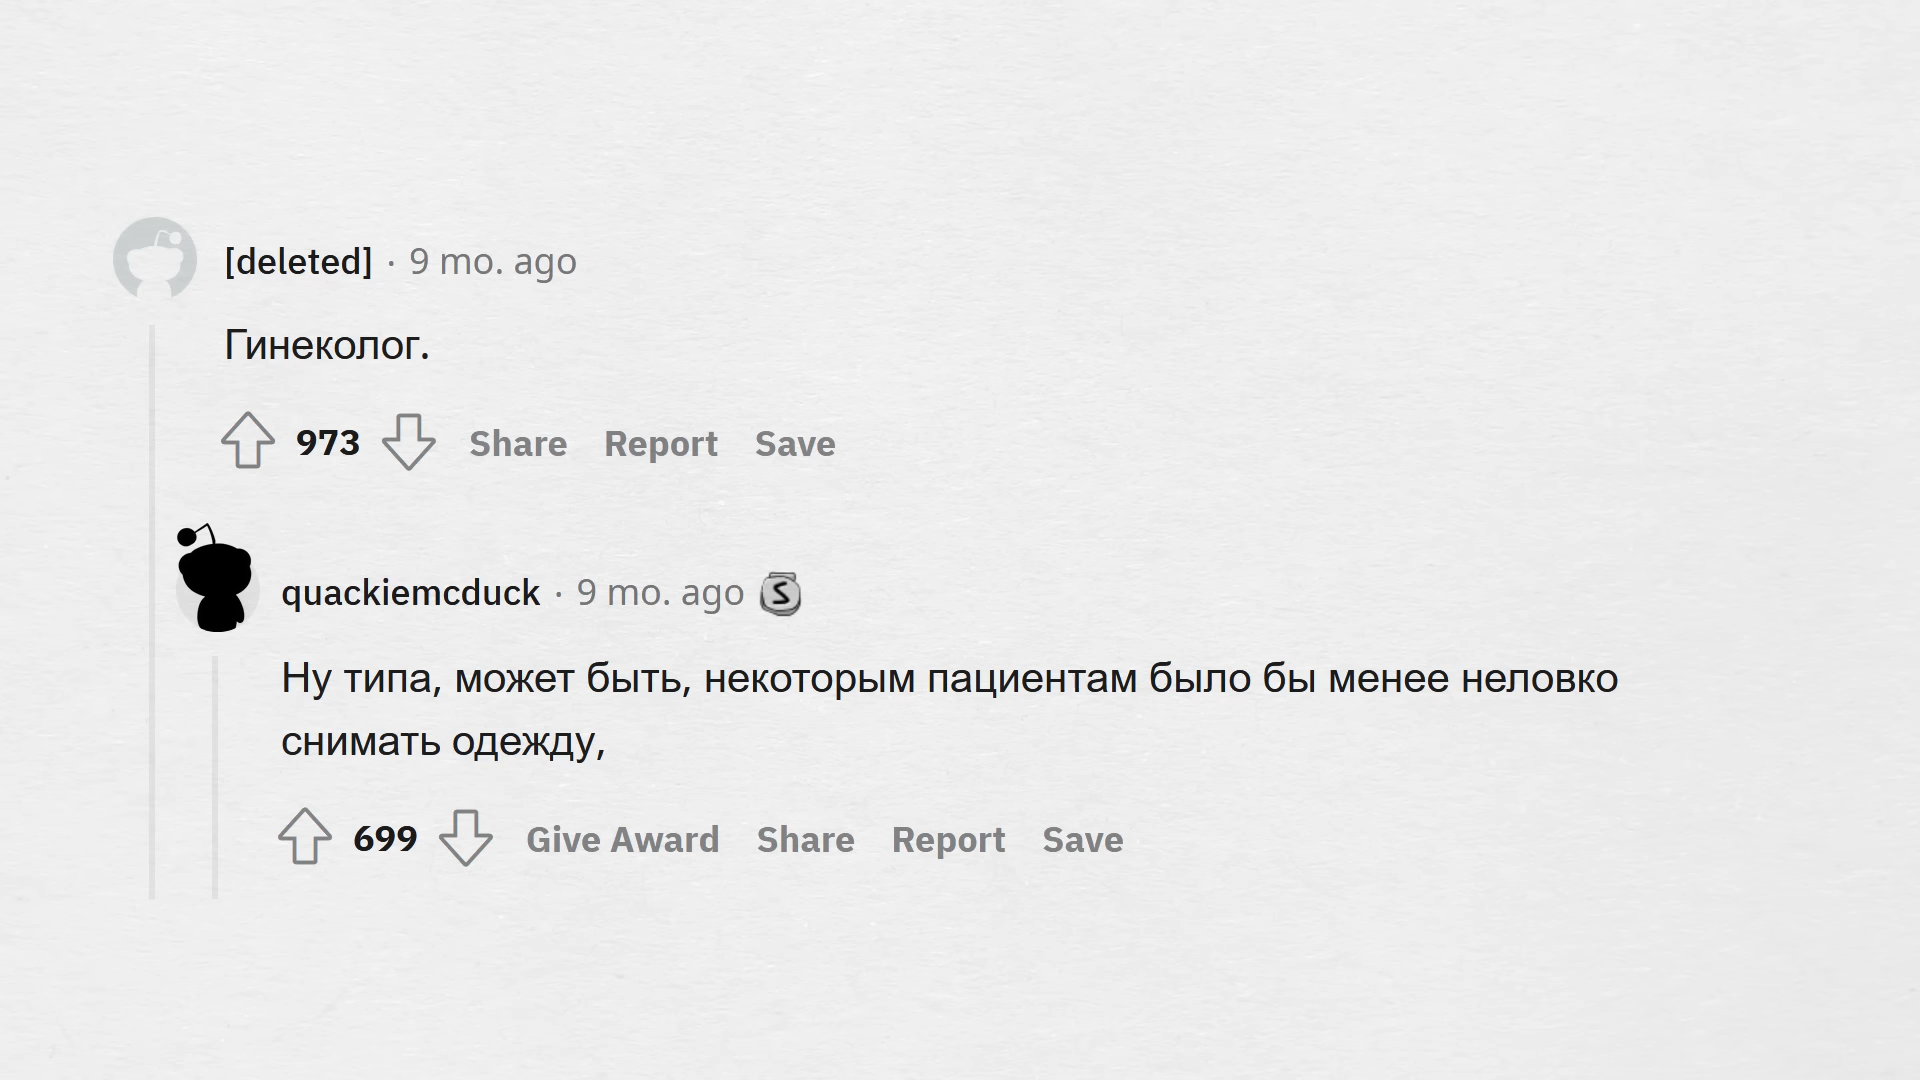 [deleted] · 9 mo. ago
Гинеколог.
973 Share Report Save
quackiemcduck · 9 mo. ago S
Ну типа, может быть, некоторым пациентам было бы менее неловко
снимать одежду,
699 Give Award Share Report Save